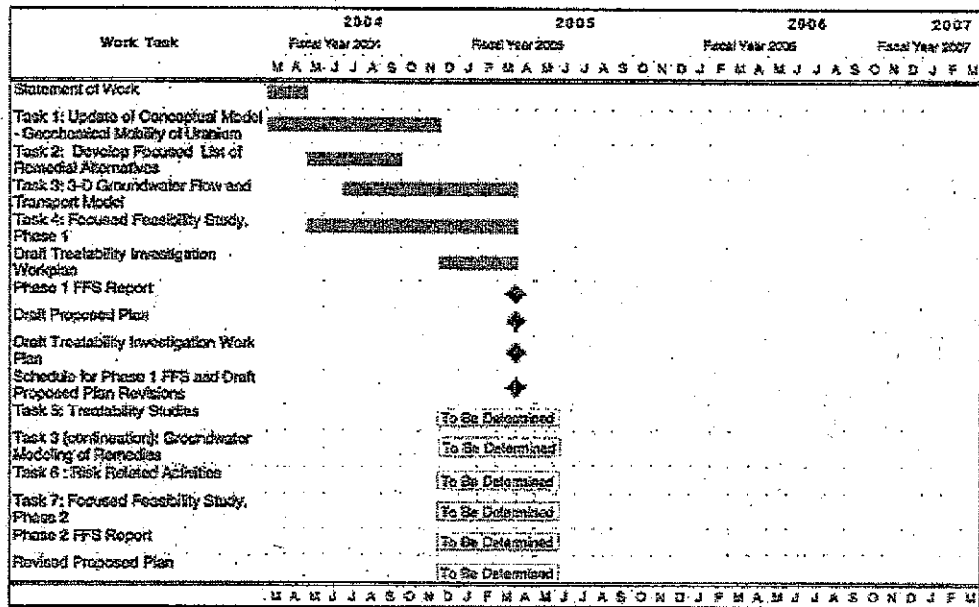 2004 2005 2006 2007
Work Task Fiscal Year 2004 Fiscal Year 2005 Fiscal Year 2006 Fiscal Year 2007
M A M J J A S O N D J F M A M J J A S O N D J F M A M J J A S O N D J F M
Statement of Work
Task 1: Update of Conceptual Model
- Geochemical Mobility of Uranium
Task 2: Develop Focused List of
Remedial Alternatives
Task 3: 3-D Groundwater Flow and
Transport Model
Task 4: Focused Feasibility Study,
Phase 1
Draft Treatability Investigation
Workplan
Phase 1 FFS Report
Draft Proposed Plan
Draft Treatability Investigation Work
Plan
Schedule for Phase 1 FFS and Draft
Proposed Plan Revisions
Task 5: Treatability Studies
To Be Determined
Task 3 (continuation): Groundwater
Modeling of Remedies
To Be Determined
Task 6 : Risk Related Activities
To Be Determined
Task 7: Focused Feasibility Study,
Phase 2
To Be Determined
Phase 2 FFS Report
To Be Determined
Revised Proposed Plan
To Be Determined
M A M J J A S O N D J F M A M J J A S O N D J F M A M J J A S O N D J F M